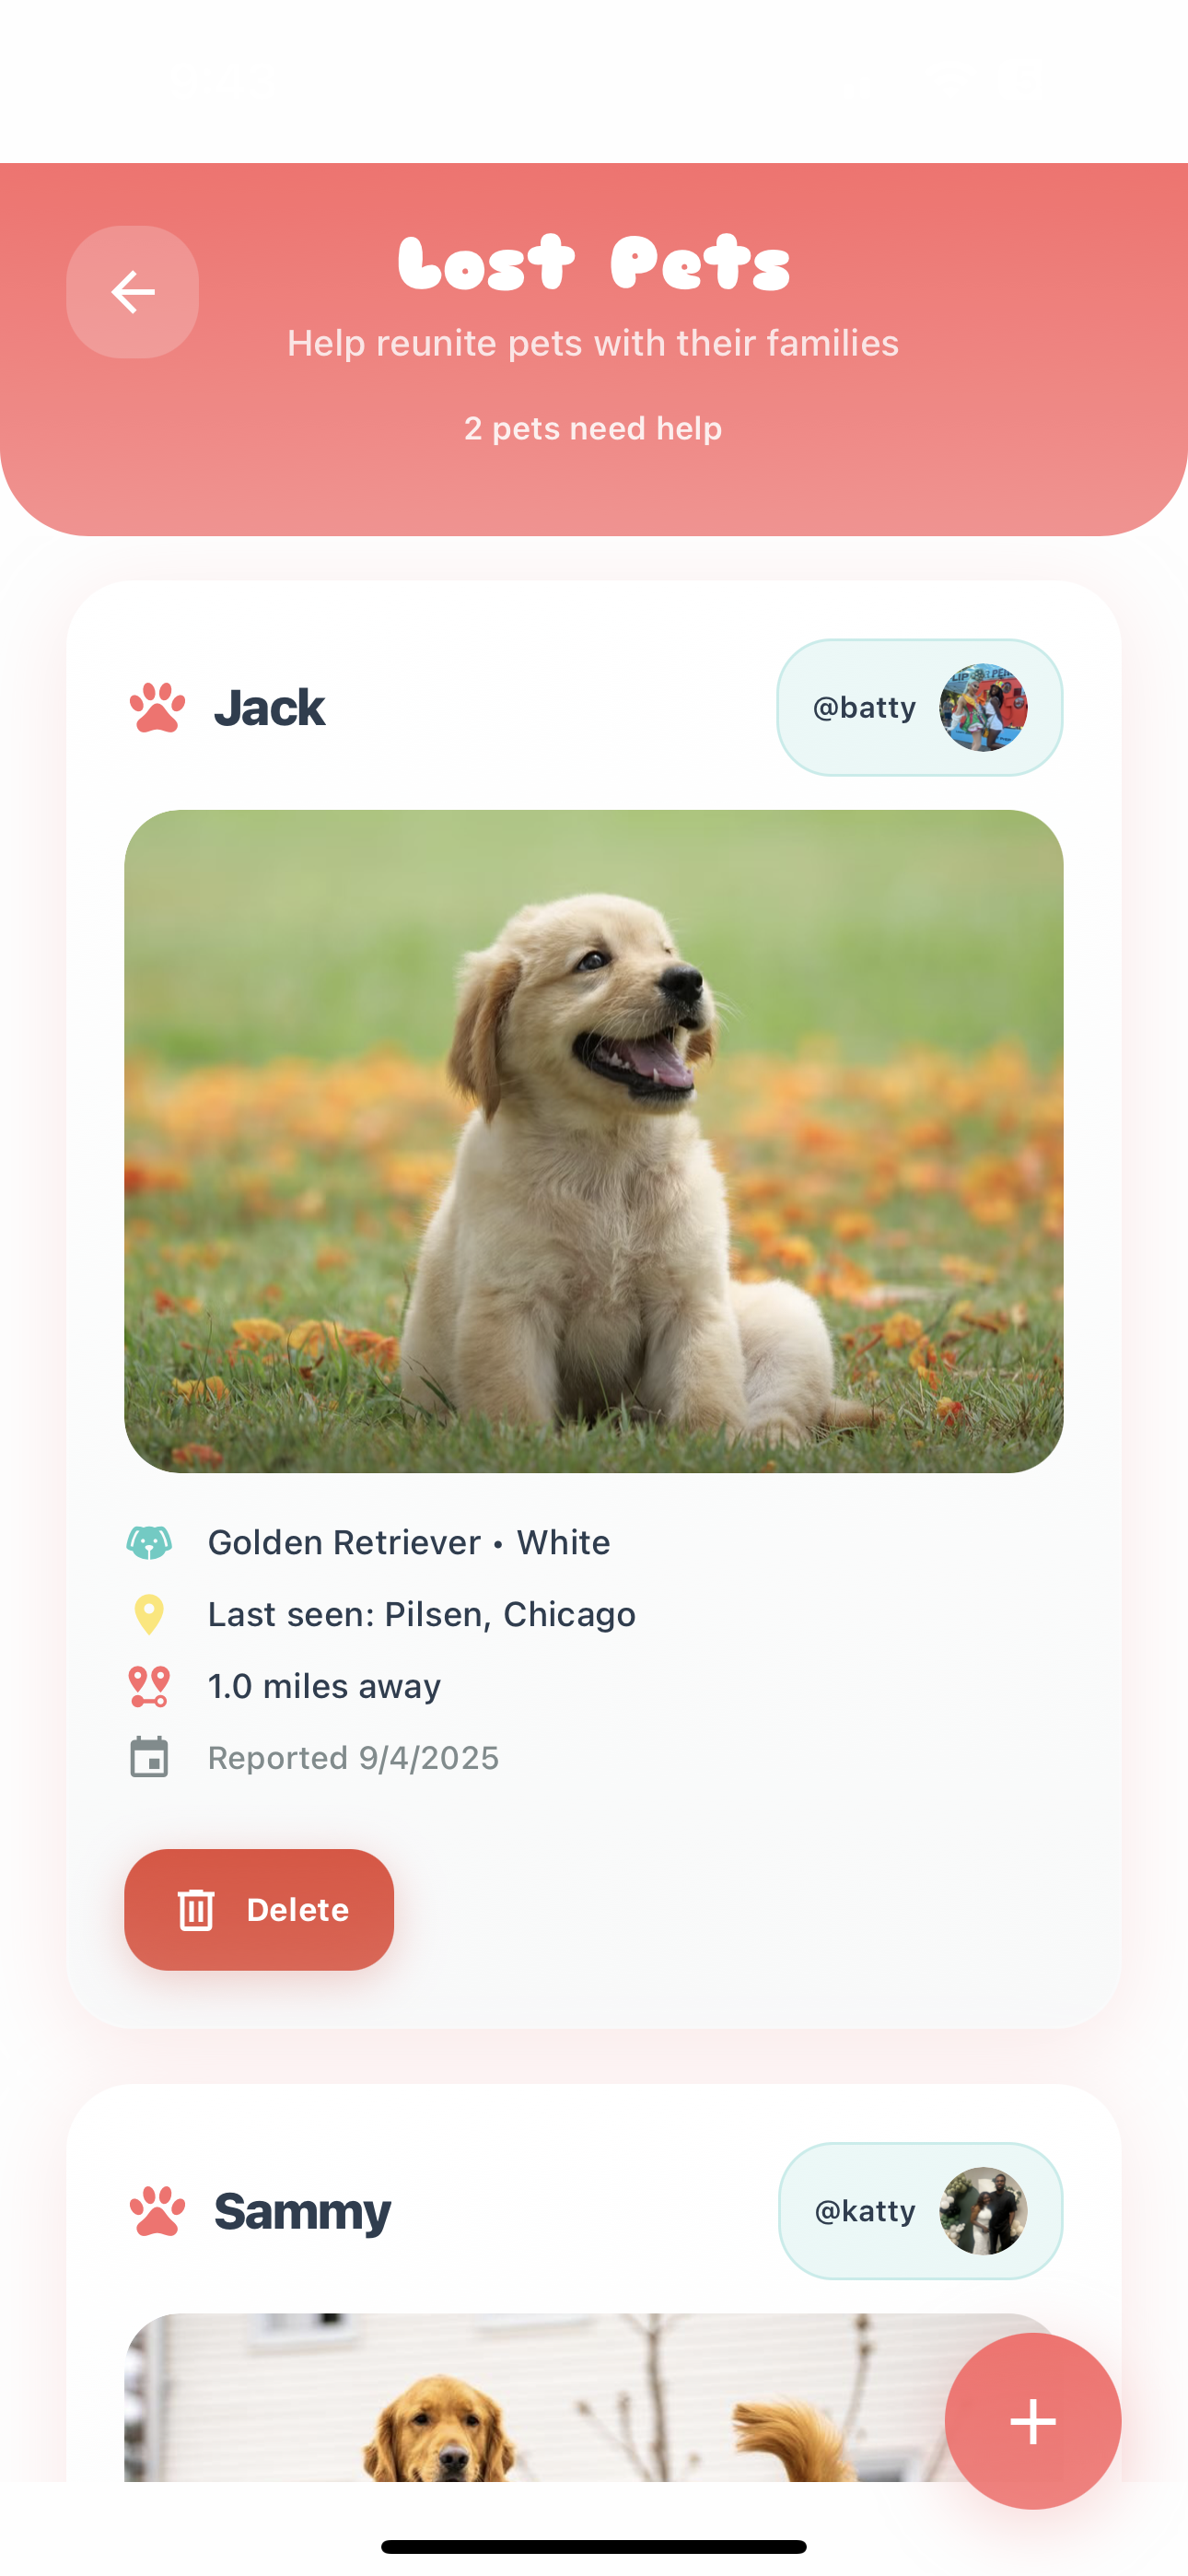 Lost Pets
Help reunite pets with their families
2 pets need help
Jack
@batty
Golden Retriever • White
Last seen: Pilsen, Chicago
1.0 miles away
Reported 9/4/2025
Delete
Sammy
@katty